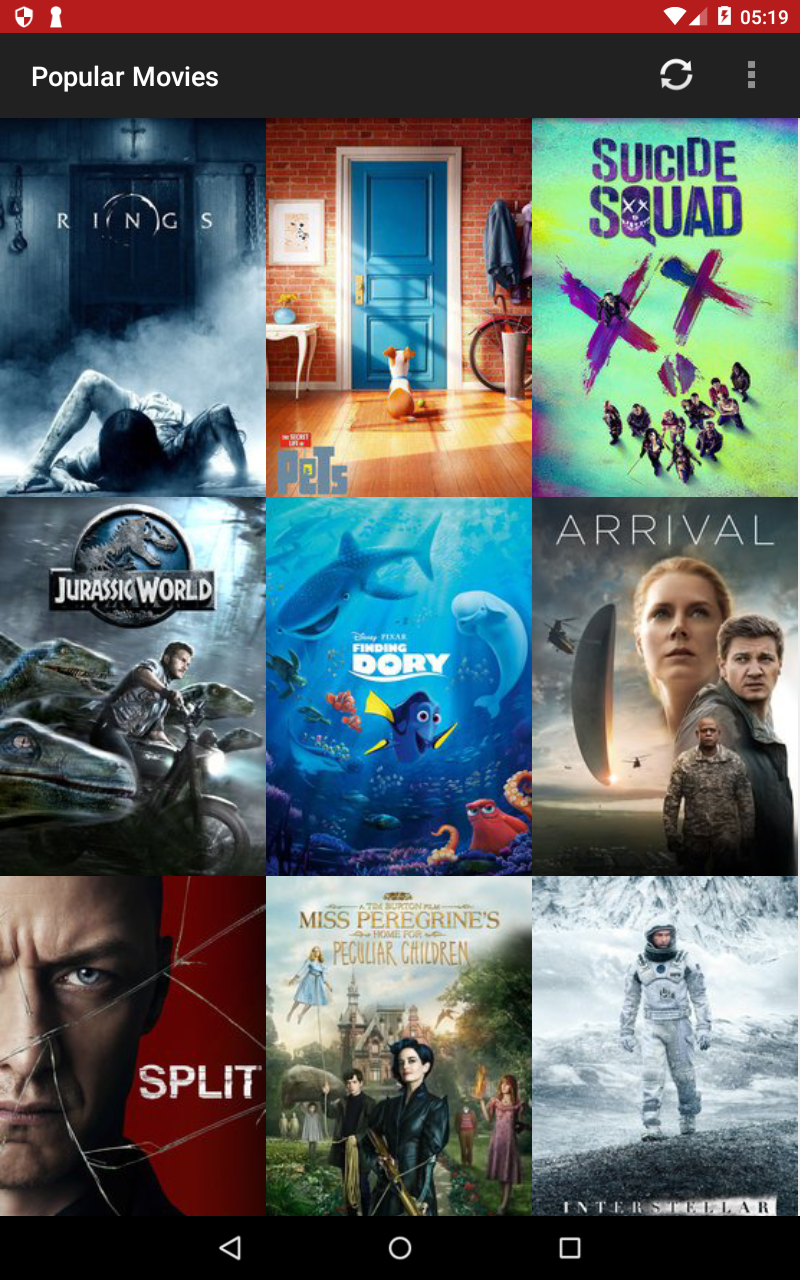 05:19
Popular Movies
RINGS
THE SECRET
LIFE OF
PETS
SUICIDE
SQUAD
JURASSIC WORLD
Disney PIXAR
FINDING
DORY
ARRIVAL
SPLIT
A TIM BURTON FILM
MISS PEREGRINE'S
HOME FOR
PECULIAR CHILDREN
INTERSTELLAR